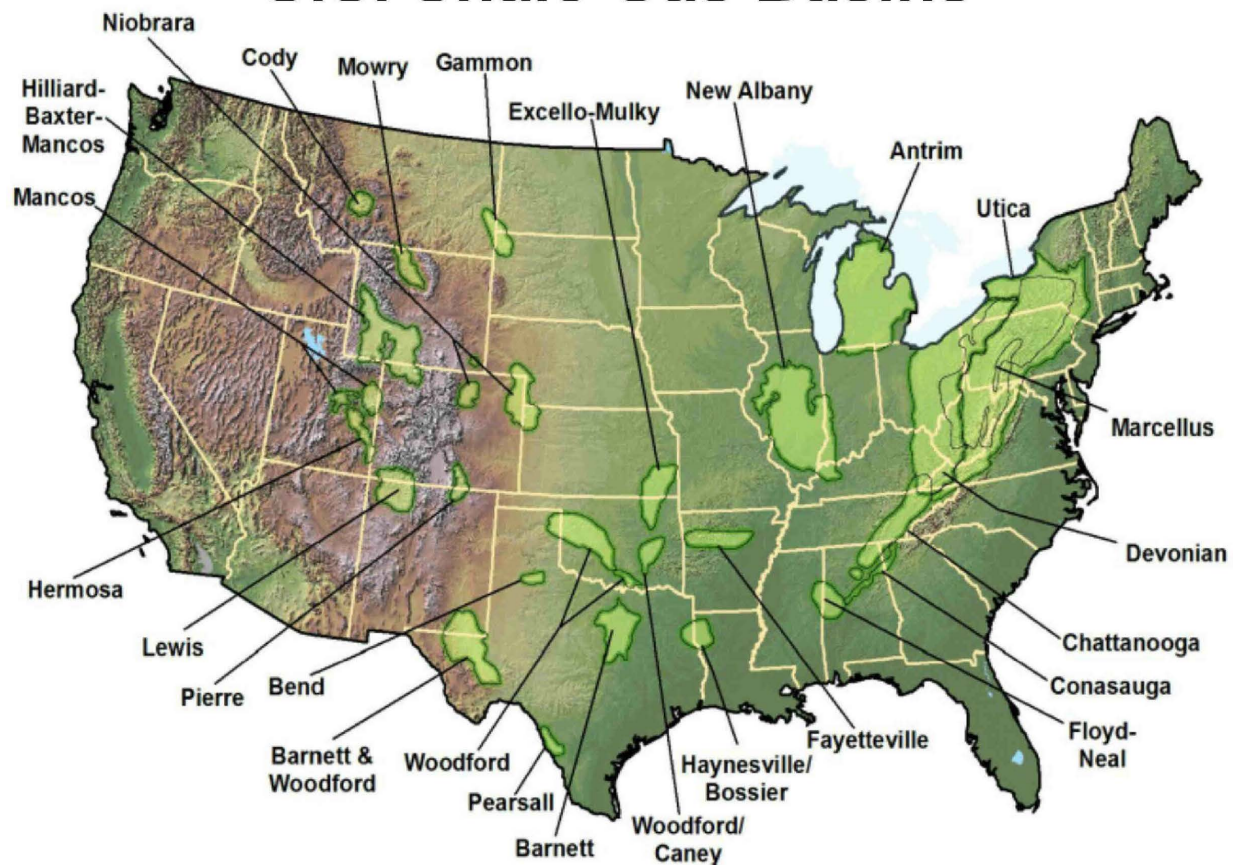 Niobrara
Cody
Mowry
Gammon
Hilliard-
Baxter-
Mancos
Excello-Mulky
New Albany
Antrim
Mancos
Utica
Marcellus
Devonian
Hermosa
Lewis
Pierre
Bend
Chattanooga
Conasauga
Barnett &
Woodford
Woodford
Pearsall
Barnett
Woodford/
Caney
Haynesville/
Bossier
Fayetteville
Floyd-
Neal